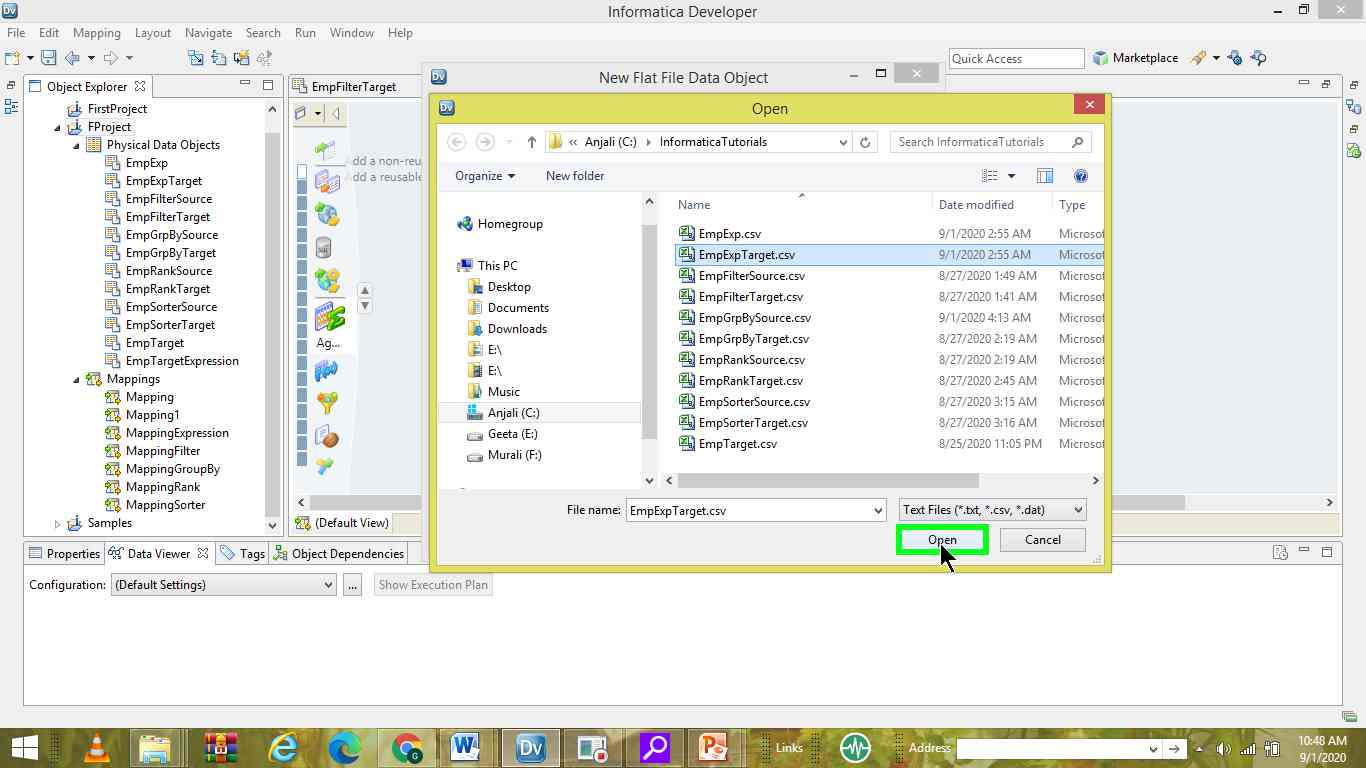 Informatica Developer
File Edit Mapping Layout Navigate Search Run Window Help
Quick Access
Marketplace
Object Explorer
FirstProject
FProject
Physical Data Objects
EmpExp
EmpExpTarget
EmpFilterSource
EmpFilterTarget
EmpGrpBySource
EmpGrpByTarget
EmpRankSource
EmpRankTarget
EmpSorterSource
EmpSorterTarget
EmpTarget
EmpTargetExpression
Mappings
Mapping
Mapping1
MappingExpression
MappingFilter
MappingGroupBy
MappingRank
MappingSorter
Samples
EmpFilterTarget
Add a non-reu
Add a reusable
Ag...
(Default View)
New Flat File Data Object
Open
« Anjali (C:) InformaticaTutorials
Search InformaticaTutorials
Organize New folder
Homegroup
This PC
Desktop
Documents
Downloads
E:\
E:\
Music
Anjali (C:)
Geeta (E:)
Murali (F:)
Name Date modified Type
EmpExp.csv 9/1/2020 2:55 AM Microsof
EmpExpTarget.csv 9/1/2020 2:55 AM Microsof
EmpFilterSource.csv 8/27/2020 1:49 AM Microsof
EmpFilterTarget.csv 8/27/2020 1:41 AM Microsof
EmpGrpBySource.csv 9/1/2020 4:13 AM Microsof
EmpGrpByTarget.csv 8/27/2020 2:19 AM Microsof
EmpRankSource.csv 8/27/2020 2:19 AM Microsof
EmpRankTarget.csv 8/27/2020 2:45 AM Microsof
EmpSorterSource.csv 8/27/2020 3:15 AM Microsof
EmpSorterTarget.csv 8/27/2020 3:16 AM Microsof
EmpTarget.csv 8/25/2020 11:05 PM Microsof
File name: EmpExpTarget.csv Text Files (*.txt, *.csv, *.dat)
Open Cancel
Properties Data Viewer Tags Object Dependencies
Configuration: (Default Settings) ... Show Execution Plan
Links
Address
10:48 AM
9/1/2020